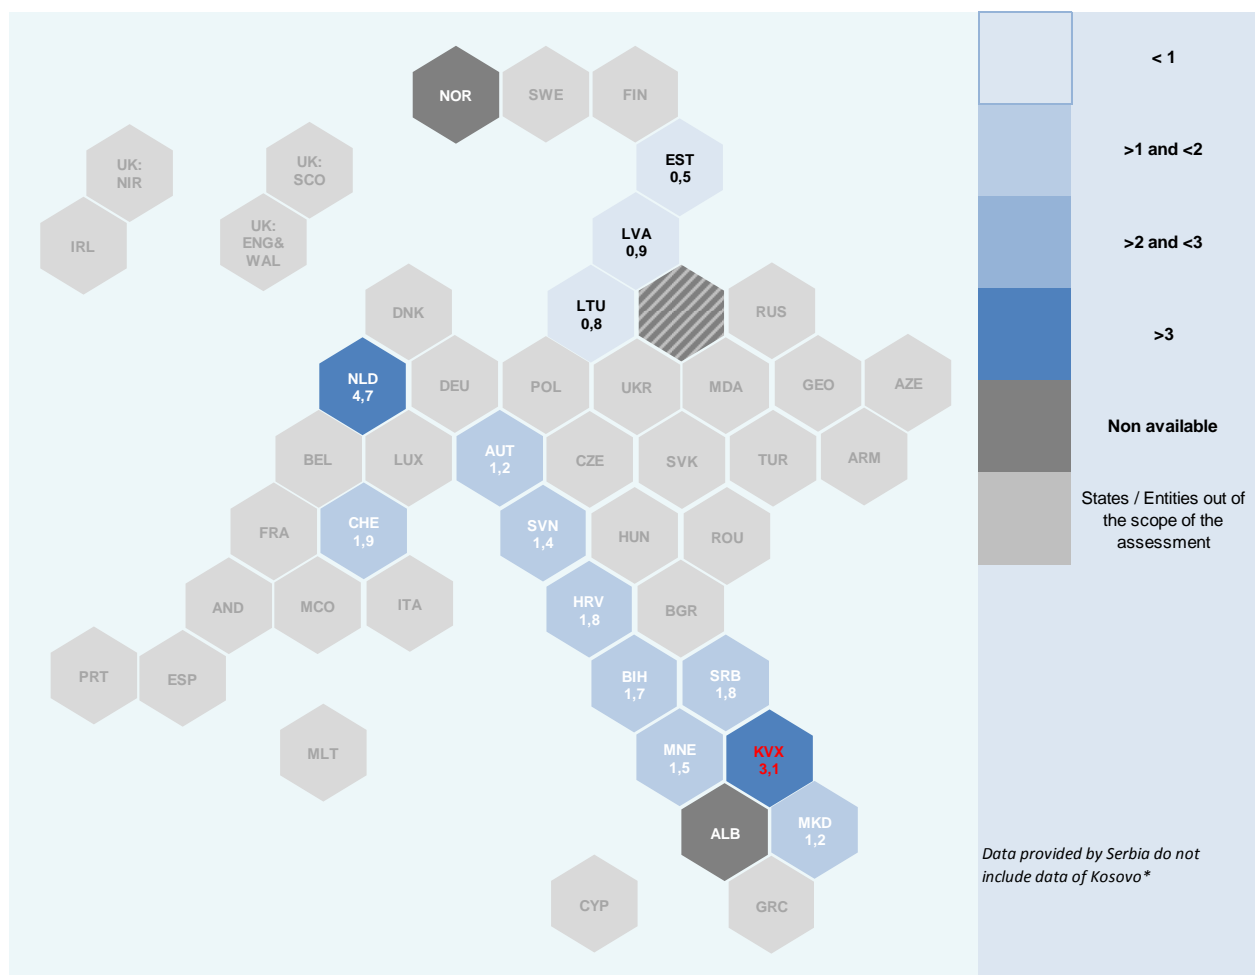 NOR
SWE
FIN
EST
0,5
UK:
NIR
UK:
SCO
LVA
0,9
IRL
UK:
ENG&
WAL
DNK
LTU
0,8
RUS
NLD
4,7
DEU
POL
UKR
MDA
GEO
AZE
BEL
LUX
AUT
1,2
CZE
SVK
TUR
ARM
FRA
CHE
1,9
SVN
1,4
HUN
ROU
AND
MCO
ITA
HRV
1,8
BGR
PRT
ESP
BIH
1,7
SRB
1,8
MLT
MNE
1,5
KVX
3,1
ALB
MKD
1,2
CYP
GRC
< 1
>1 and <2
>2 and <3
>3
Non available
States / Entities out of
the scope of the
assessment
Data provided by Serbia do not
include data of Kosovo*